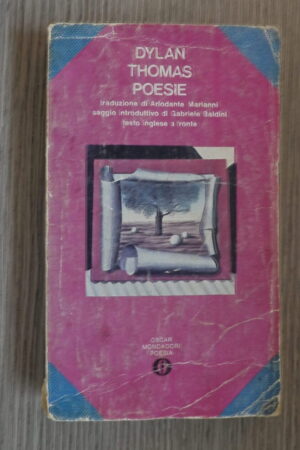 DYLAN
THOMAS
POESIE
traduzione di Ariodante Marianni
saggio introduttivo di Gabriele Baldini
testo inglese a fronte
OSCAR
MONDADORI
POESIA